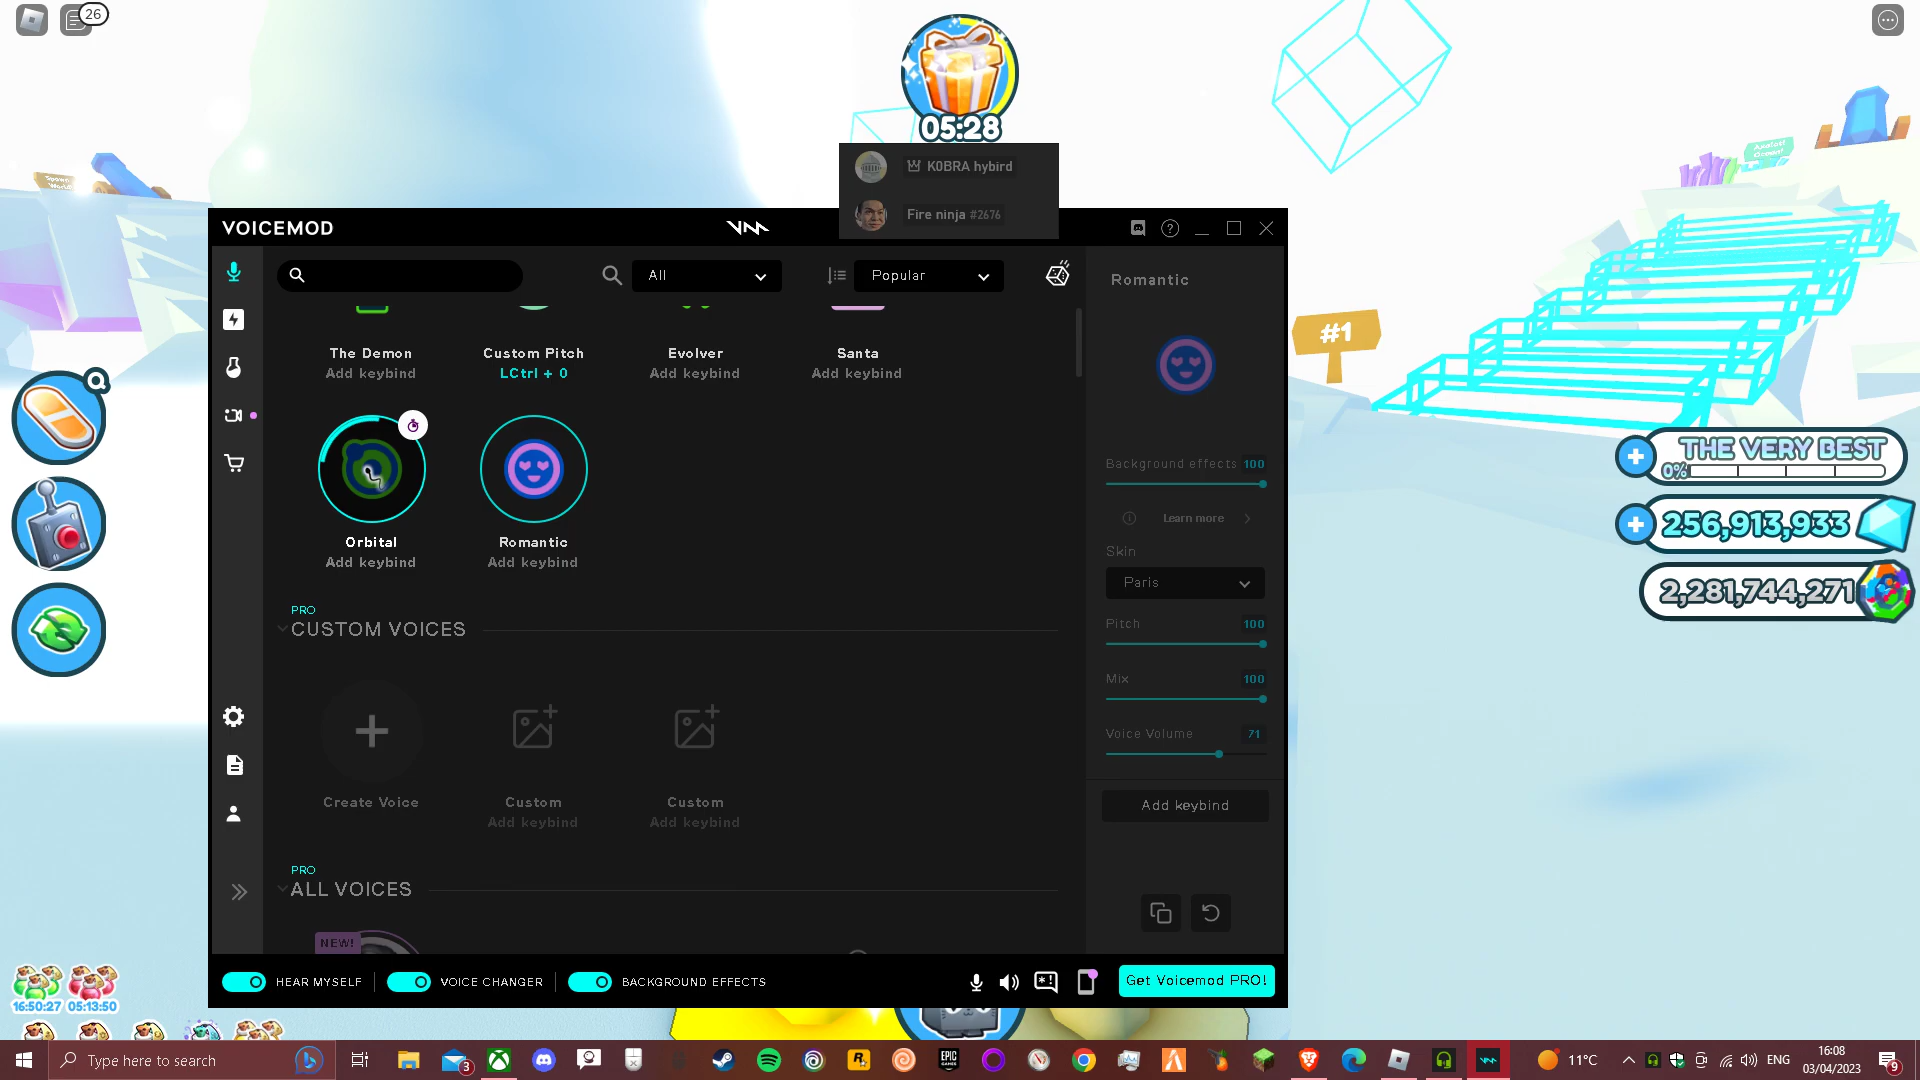 26
05:28
K0BRA hybird
Fire ninja #2676
Spawn World!
VOICEMOD
All
Popular
Romantic
#1
The Demon
Add keybind
Custom Pitch
LCtrl + 0
Evolver
Add keybind
Santa
Add keybind
Orbital
Add keybind
Romantic
Add keybind
Background effects 100
Learn more
Skin
Paris
Pitch 100
Mix 100
Voice Volume 71
Add keybind
THE VERY BEST
0%
256,913,933
2,281,744,271
PRO
CUSTOM VOICES
Create Voice
Custom
Add keybind
Custom
Add keybind
PRO
ALL VOICES
NEW!
HEAR MYSELF
VOICE CHANGER
BACKGROUND EFFECTS
Get Voicemod PRO!
16:50:27 05:13:50
Type here to search
3
EPIC GAMES
11°C
ENG
16:08
03/04/2023
9